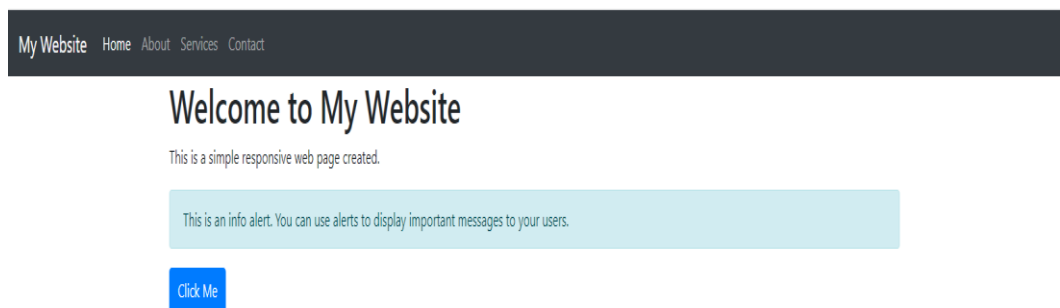 My Website Home About Services Contact
Welcome to My Website
This is a simple responsive web page created.
This is an info alert. You can use alerts to display important messages to your users.
Click Me